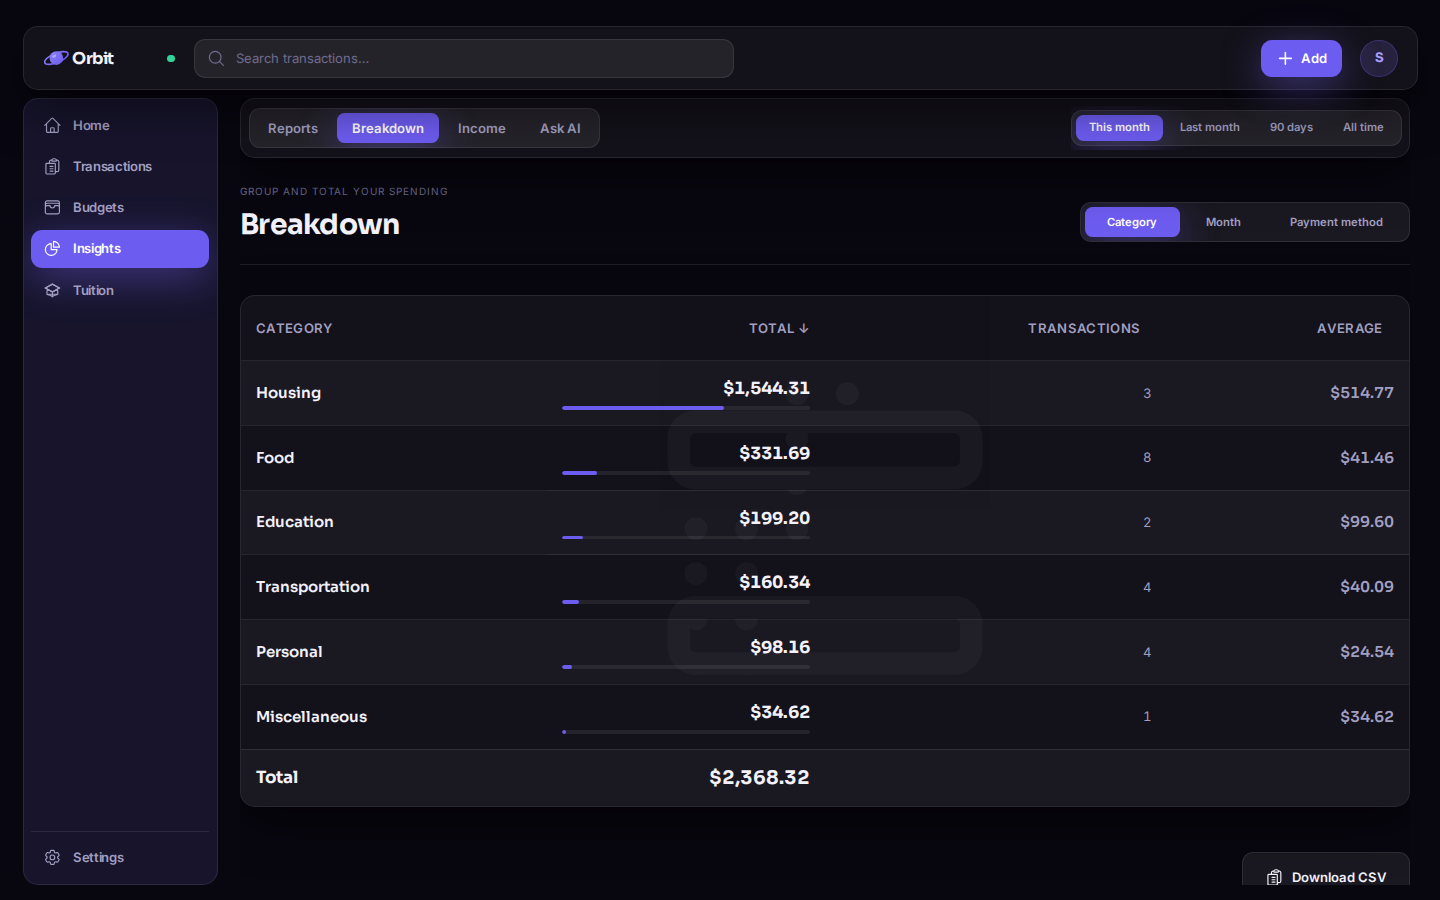 Orbit
Search transactions...
Add
S
Home
Transactions
Budgets
Insights
Tuition
Settings
Reports Breakdown Income Ask AI
This month Last month 90 days All time
GROUP AND TOTAL YOUR SPENDING
Breakdown
Category Month Payment method
CATEGORY TOTAL ↓ TRANSACTIONS AVERAGE
Housing $1,544.31 3 $514.77
Food $331.69 8 $41.46
Education $199.20 2 $99.60
Transportation $160.34 4 $40.09
Personal $98.16 4 $24.54
Miscellaneous $34.62 1 $34.62
Total $2,368.32
Download CSV